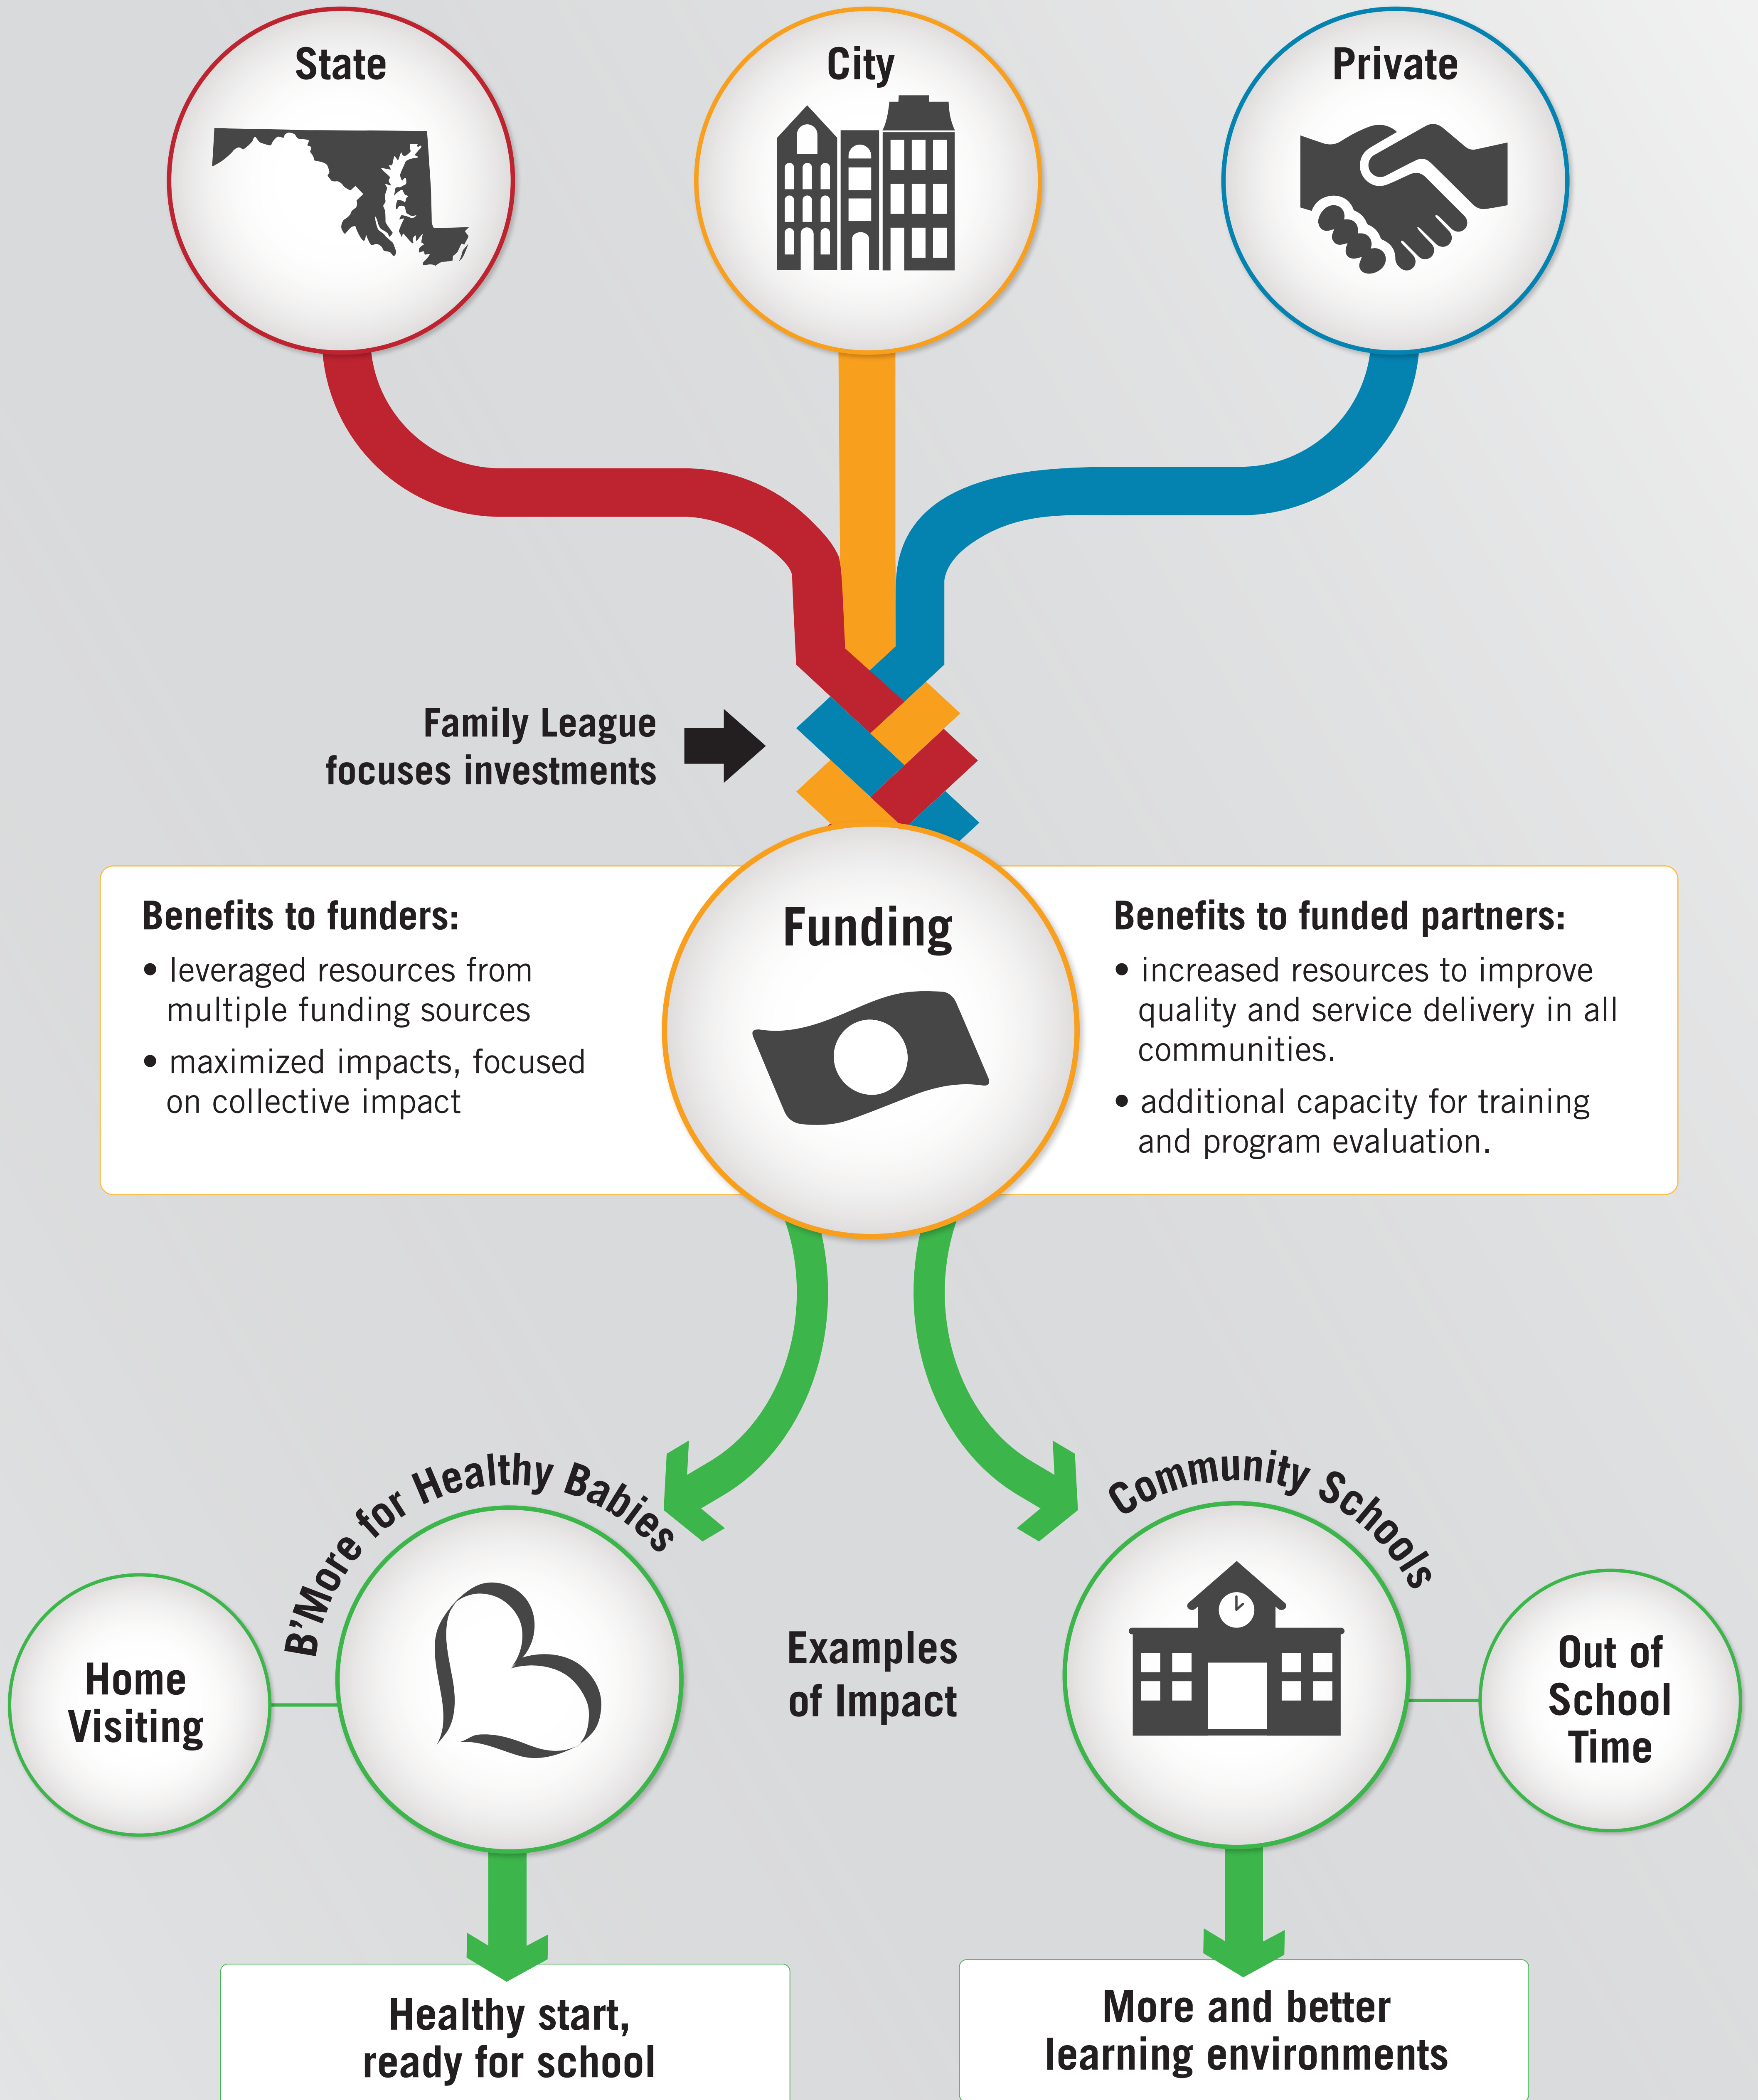 State
City
Private
Family League
focuses investments
Funding
Benefits to funders:
• leveraged resources from
multiple funding sources
• maximized impacts, focused
on collective impact
Benefits to funded partners:
• increased resources to improve
quality and service delivery in all
communities.
• additional capacity for training
and program evaluation.
B’More for Healthy Babies
Home
Visiting
Examples
of Impact
Community Schools
Out of
School
Time
Healthy start,
ready for school
More and better
learning environments